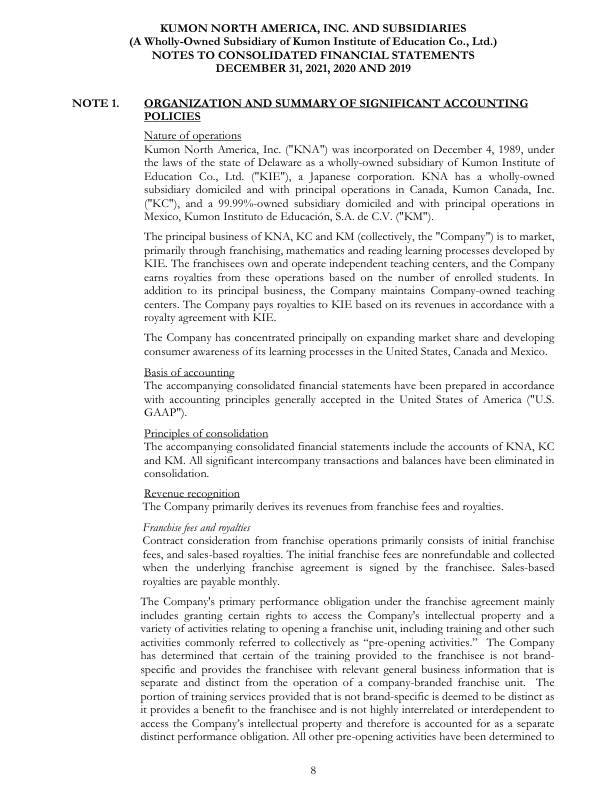 KUMON NORTH AMERICA, INC. AND SUBSIDIARIES
(A Wholly-Owned Subsidiary of Kumon Institute of Education Co., Ltd.)
NOTES TO CONSOLIDATED FINANCIAL STATEMENTS
DECEMBER 31, 2021, 2020 AND 2019
NOTE 1. ORGANIZATION AND SUMMARY OF SIGNIFICANT ACCOUNTING
POLICIES
Nature of operations
Kumon North America, Inc. ("KNA") was incorporated on December 4, 1989, under
the laws of the state of Delaware as a wholly-owned subsidiary of Kumon Institute of
Education Co., Ltd. ("KIE"), a Japanese corporation. KNA has a wholly-owned
subsidiary domiciled and with principal operations in Canada, Kumon Canada, Inc.
("KC"), and a 99.99%-owned subsidiary domiciled and with principal operations in
Mexico, Kumon Instituto de Educación, S.A. de C.V. ("KM").
The principal business of KNA, KC and KM (collectively, the "Company") is to market,
primarily through franchising, mathematics and reading learning processes developed by
KIE. The franchisees own and operate independent teaching centers, and the Company
earns royalties from these operations based on the number of enrolled students. In
addition to its principal business, the Company maintains Company-owned teaching
centers. The Company pays royalties to KIE based on its revenues in accordance with a
royalty agreement with KIE.
The Company has concentrated principally on expanding market share and developing
consumer awareness of its learning processes in the United States, Canada and Mexico.
Basis of accounting
The accompanying consolidated financial statements have been prepared in accordance
with accounting principles generally accepted in the United States of America ("U.S.
GAAP").
Principles of consolidation
The accompanying consolidated financial statements include the accounts of KNA, KC
and KM. All significant intercompany transactions and balances have been eliminated in
consolidation.
Revenue recognition
The Company primarily derives its revenues from franchise fees and royalties.
Franchise fees and royalties
Contract consideration from franchise operations primarily consists of initial franchise
fees, and sales-based royalties. The initial franchise fees are nonrefundable and collected
when the underlying franchise agreement is signed by the franchisee. Sales-based
royalties are payable monthly.
The Company's primary performance obligation under the franchise agreement mainly
includes granting certain rights to access the Company's intellectual property and a
variety of activities relating to opening a franchise unit, including training and other such
activities commonly referred to collectively as “pre-opening activities.” The Company
has determined that certain of the training provided to the franchisee is not brand-
specific and provides the franchisee with relevant general business information that is
separate and distinct from the operation of a company-branded franchise unit. The
portion of training services provided that is not brand-specific is deemed to be distinct as
it provides a benefit to the franchisee and is not highly interrelated or interdependent to
access the Company's intellectual property and therefore is accounted for as a separate
distinct performance obligation. All other pre-opening activities have been determined to
8